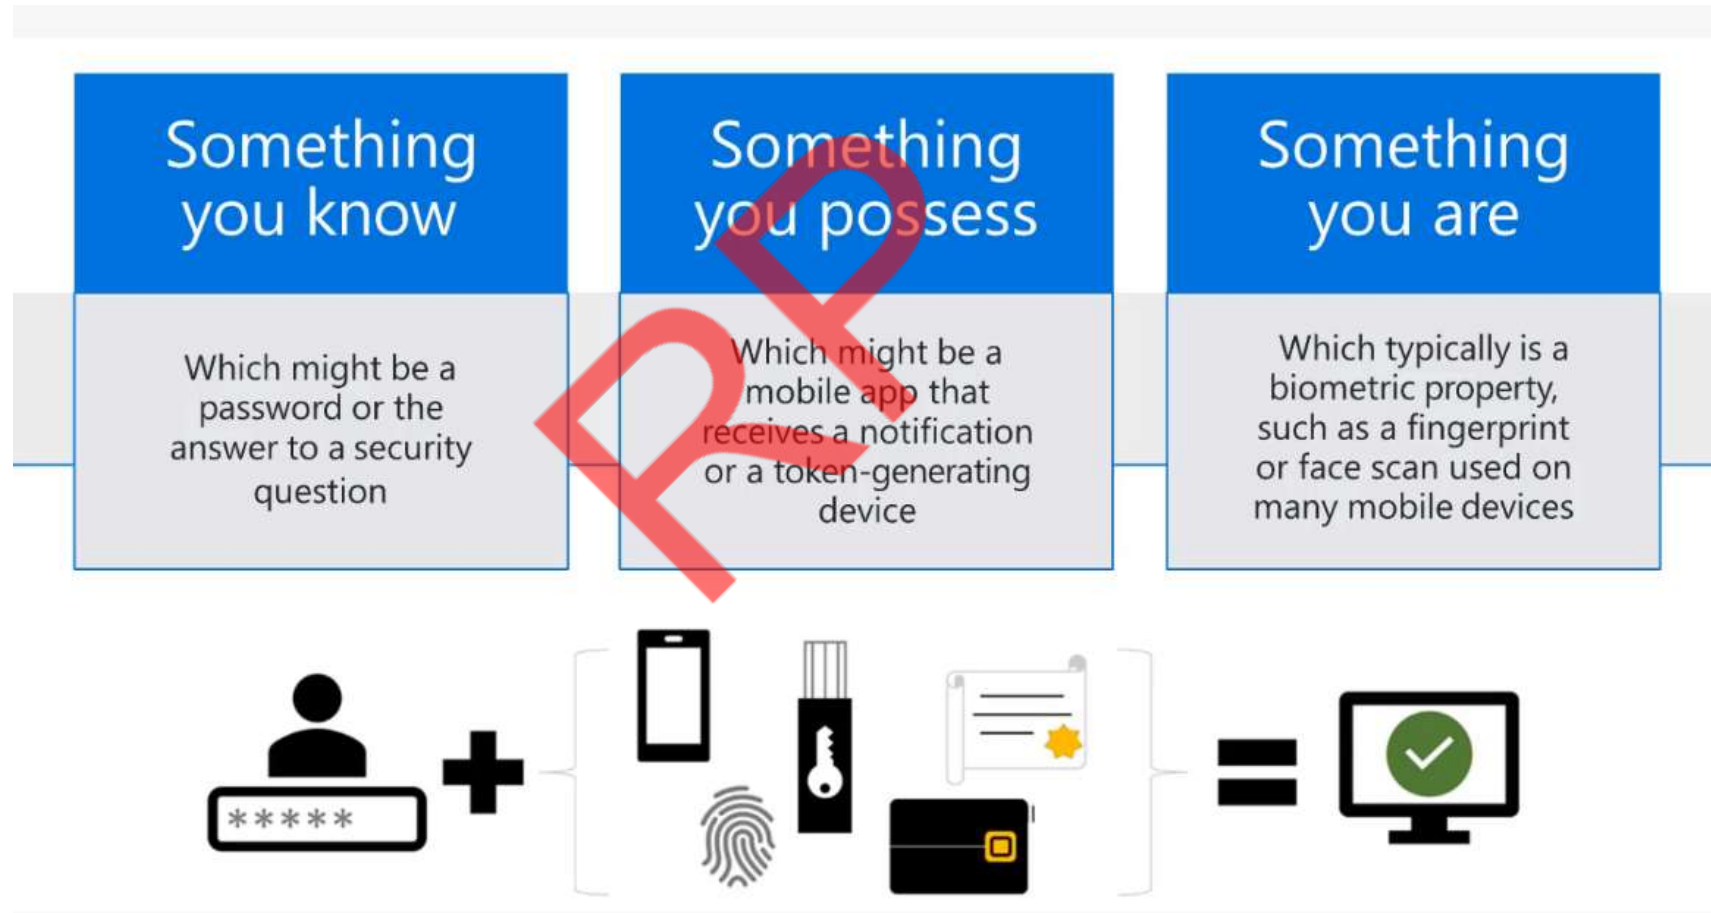 Something
you know
Which might be a
password or the
answer to a security
question
Something
you possess
Which might be a
mobile app that
receives a notification
or a token-generating
device
Something
you are
Which typically is a
biometric property,
such as a fingerprint
or face scan used on
many mobile devices
RP
*****